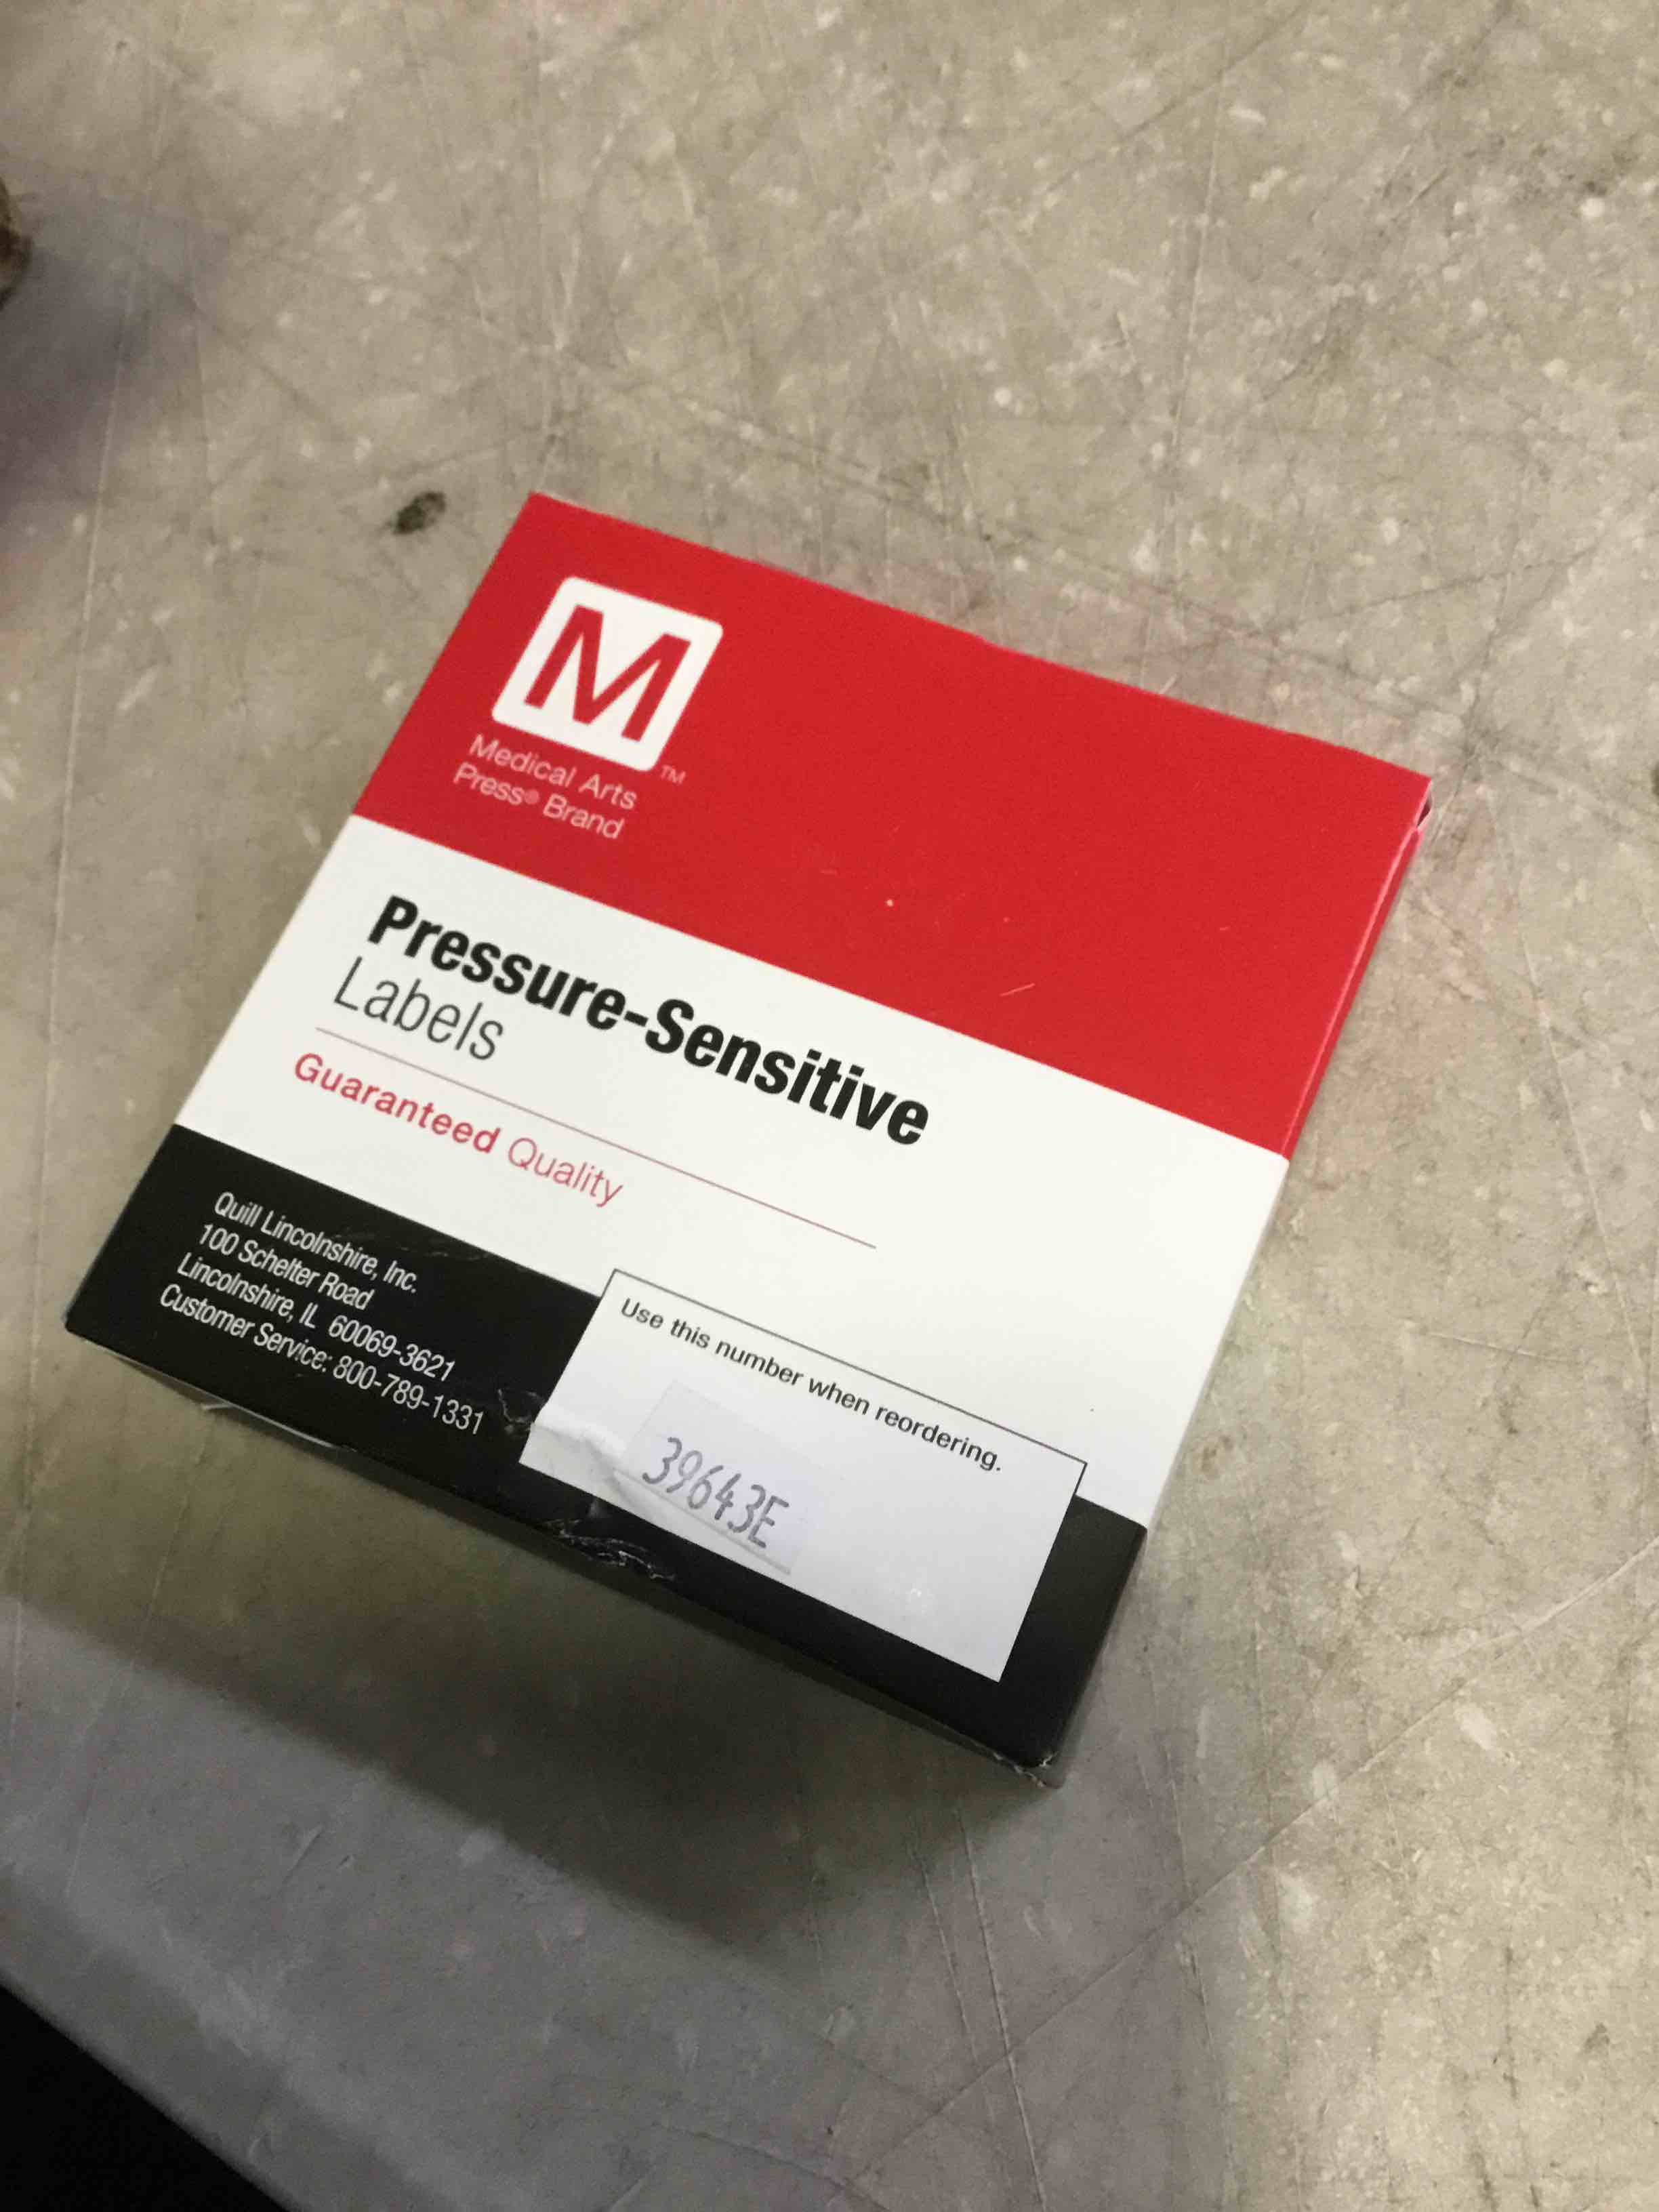 M
™
Medical Arts
Press® Brand
Pressure-Sensitive
Labels
Guaranteed Quality
Quill Lincolnshire, Inc.
100 Schelter Road
Lincolnshire, IL 60069-3621
Customer Service: 800-789-1331
Use this number when reordering.
39643E